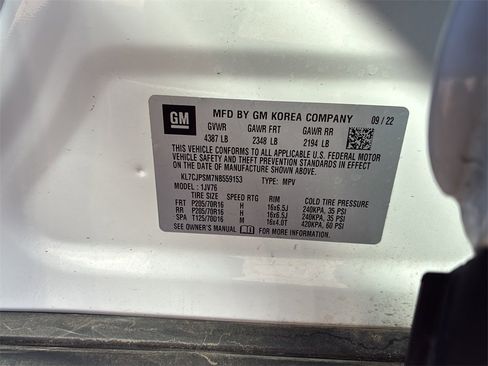 GM
MFD BY GM KOREA COMPANY 09 / 22
GVWR GAWR FRT GAWR RR
4387 LB 2348 LB 2194 LB
THIS VEHICLE CONFORMS TO ALL APPLICABLE U.S. FEDERAL MOTOR
VEHICLE SAFETY AND THEFT PREVENTION STANDARDS IN EFFECT
ON THE DATE OF MANUFACTURE SHOWN ABOVE.
KL7CJPSM7NB559153 TYPE: MPV
MODEL : 1JV76
TIRE SIZE SPEED RTG RIM COLD TIRE PRESSURE
FRT P205/70R16 H 16x6.5J 240KPA, 35 PSI
RR P205/70R16 H 16x6.5J 240KPA, 35 PSI
SPA T125/70D16 M 16x4.0T 420KPA, 60 PSI
SEE OWNER'S MANUAL FOR MORE INFORMATION.